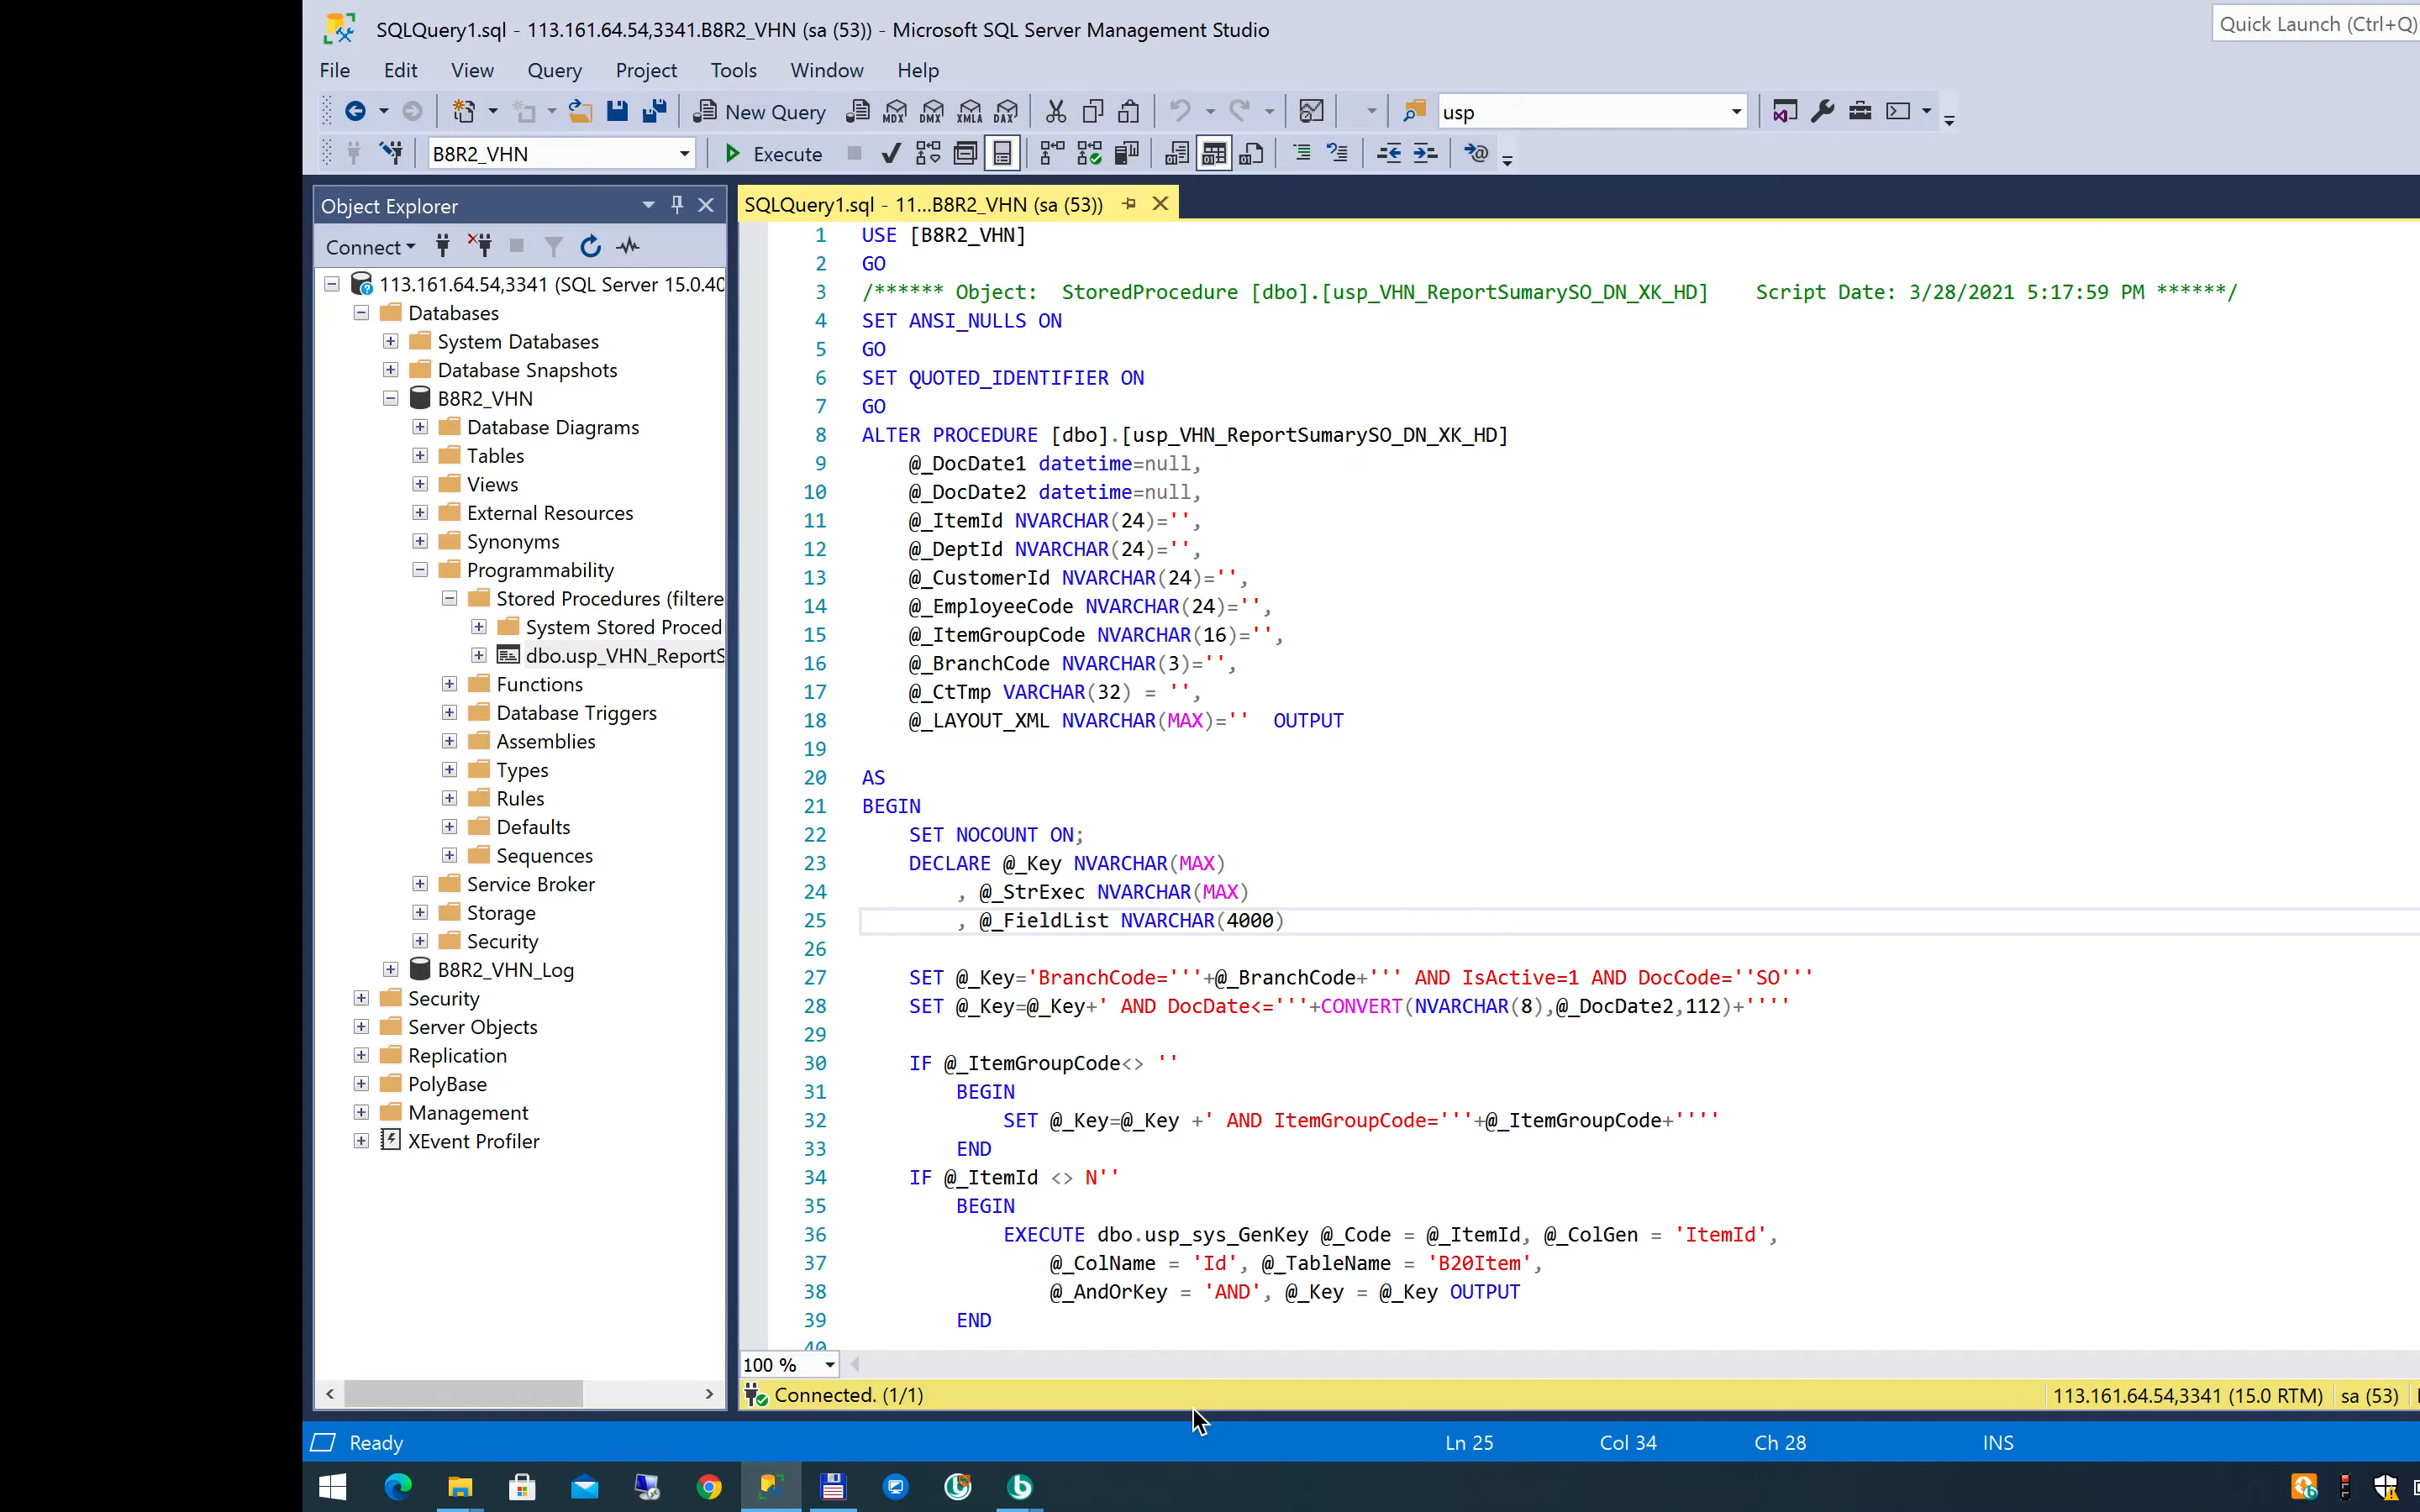 SQLQuery1.sql - 113.161.64.54,3341.B8R2_VHN (sa (53)) - Microsoft SQL Server Management Studio
Quick Launch (Ctrl+Q)
File Edit View Query Project Tools Window Help
New Query
MDX DMX XMLA DAX
usp
B8R2_VHN
Execute
Object Explorer
Connect
113.161.64.54,3341 (SQL Server 15.0.40
Databases
System Databases
Database Snapshots
B8R2_VHN
Database Diagrams
Tables
Views
External Resources
Synonyms
Programmability
Stored Procedures (filtere
System Stored Proced
dbo.usp_VHN_ReportS
Functions
Database Triggers
Assemblies
Types
Rules
Defaults
Sequences
Service Broker
Storage
Security
B8R2_VHN_Log
Security
Server Objects
Replication
PolyBase
Management
XEvent Profiler
SQLQuery1.sql - 11...B8R2_VHN (sa (53))
1 USE [B8R2_VHN]
2 GO
3 /****** Object:  StoredProcedure [dbo].[usp_VHN_ReportSumarySO_DN_XK_HD]    Script Date: 3/28/2021 5:17:59 PM ******/
4 SET ANSI_NULLS ON
5 GO
6 SET QUOTED_IDENTIFIER ON
7 GO
8 ALTER PROCEDURE [dbo].[usp_VHN_ReportSumarySO_DN_XK_HD]
9     @_DocDate1 datetime=null,
10     @_DocDate2 datetime=null,
11     @_ItemId NVARCHAR(24)='',
12     @_DeptId NVARCHAR(24)='',
13     @_CustomerId NVARCHAR(24)='',
14     @_EmployeeCode NVARCHAR(24)='',
15     @_ItemGroupCode NVARCHAR(16)='',
16     @_BranchCode NVARCHAR(3)='',
17     @_CtTmp VARCHAR(32) = '',
18     @_LAYOUT_XML NVARCHAR(MAX)=''  OUTPUT
19
20 AS
21 BEGIN
22     SET NOCOUNT ON;
23     DECLARE @_Key NVARCHAR(MAX)
24         , @_StrExec NVARCHAR(MAX)
25         , @_FieldList NVARCHAR(4000)
26
27     SET @_Key='BranchCode='''+@_BranchCode+''' AND IsActive=1 AND DocCode=''SO'''
28     SET @_Key=@_Key+' AND DocDate<='''+CONVERT(NVARCHAR(8),@_DocDate2,112)+''''
29
30     IF @_ItemGroupCode<> ''
31         BEGIN
32             SET @_Key=@_Key +' AND ItemGroupCode='''+@_ItemGroupCode+''''
33         END
34     IF @_ItemId <> N''
35         BEGIN
36             EXECUTE dbo.usp_sys_GenKey @_Code = @_ItemId, @_ColGen = 'ItemId',
37                 @_ColName = 'Id', @_TableName = 'B20Item',
38                 @_AndOrKey = 'AND', @_Key = @_Key OUTPUT
39         END
40
100 %
Connected. (1/1)
113.161.64.54,3341 (15.0 RTM) sa (53)
Ready Ln 25 Col 34 Ch 28 INS